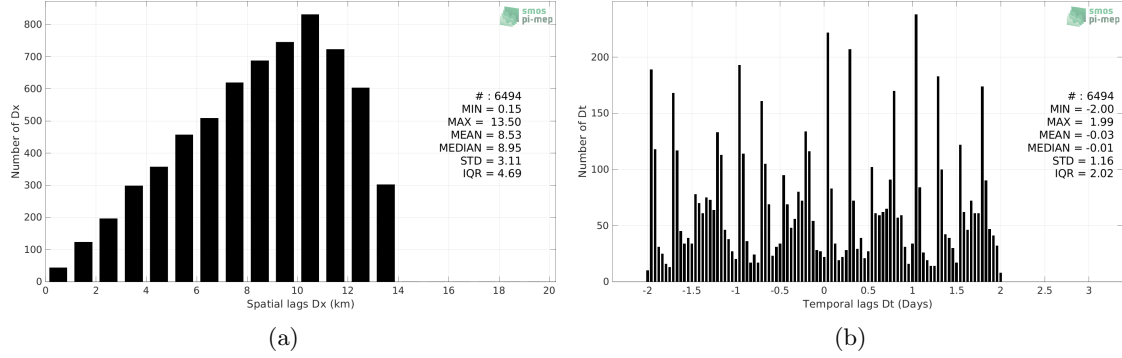 smos
pi-mep
Number of Dx
800
700
600
500
400
300
200
100
0
# : 6494
MIN = 0.15
MAX = 13.50
MEAN = 8.53
MEDIAN = 8.95
STD = 3.11
IQR = 4.69
0 2 4 6 8 10 12 14 16 18 20
Spatial lags Dx (km)
(a)
smos
pi-mep
Number of Dt
200
150
100
50
0
# : 6494
MIN = -2.00
MAX = 1.99
MEAN = -0.03
MEDIAN = -0.01
STD = 1.16
IQR = 2.02
-2 -1.5 -1 -0.5 0 0.5 1 1.5 2 2.5 3
Temporal lags Dt (Days)
(b)